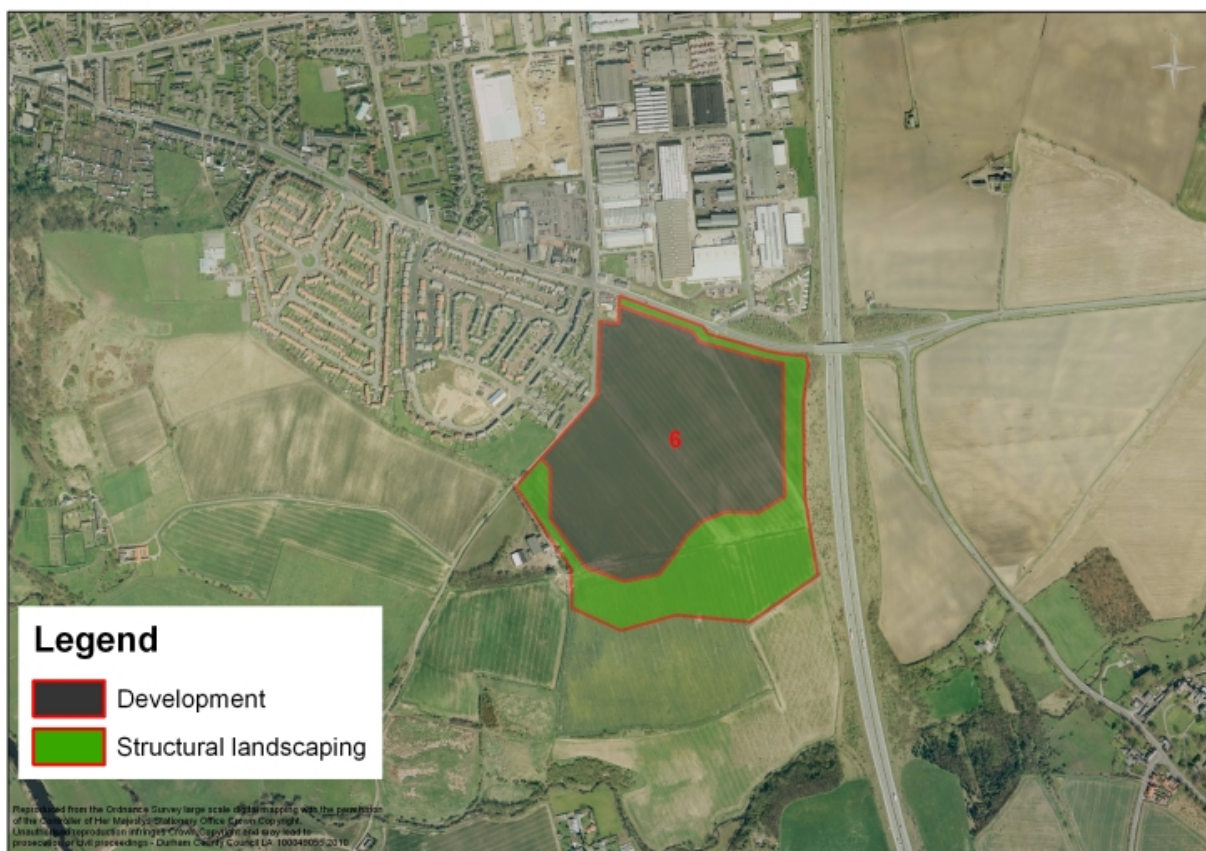 6
Legend
Development
Structural landscaping
Reproduced from the Ordnance Survey large scale digital mapping with the permission
of the Controller of Her Majesty's Stationary Office Crown Copyright.
Unauthorised reproduction infringes Crown Copyright and may lead to
prosecution or civil proceedings - Durham County Council LA 100049055 2010